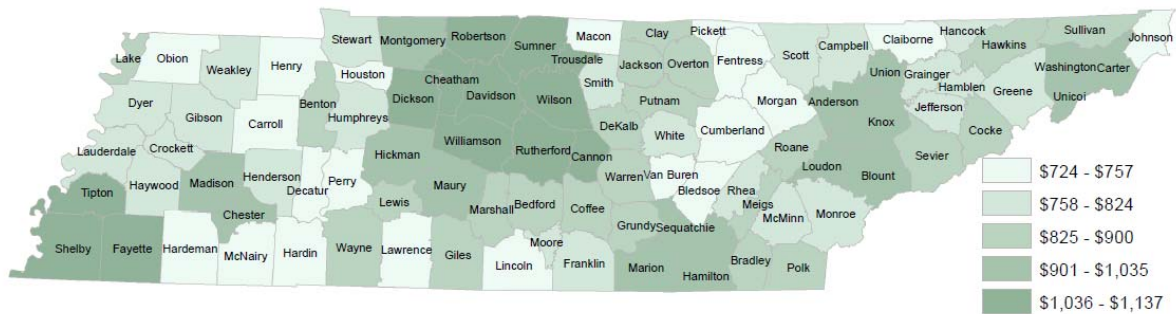 Stewart
Montgomery
Robertson
Sumner
Macon
Clay
Pickett
Scott
Campbell
Claiborne
Hancock
Hawkins
Sullivan
Johnson
Lake
Obion
Weakley
Henry
Houston
Cheatham
Trousdale
Smith
Jackson
Overton
Fentress
Union
Grainger
Hamblen
Washington
Carter
Dyer
Gibson
Carroll
Benton
Humphreys
Dickson
Davidson
Wilson
Putnam
Morgan
Anderson
Knox
Jefferson
Greene
Unicoi
Lauderdale
Crockett
Williamson
Rutherford
Cannon
DeKalb
White
Cumberland
Roane
Loudon
Blount
Sevier
Cocke
Tipton
Haywood
Madison
Henderson
Decatur
Perry
Hickman
Maury
Warren
Van Buren
Bledsoe
Rhea
Meigs
McMinn
Monroe
Chester
Lewis
Marshall
Bedford
Coffee
Grundy
Sequatchie
Shelby
Fayette
Hardeman
McNairy
Hardin
Wayne
Lawrence
Giles
Lincoln
Moore
Franklin
Marion
Hamilton
Bradley
Polk
$724 - $757
$758 - $824
$825 - $900
$901 - $1,035
$1,036 - $1,137